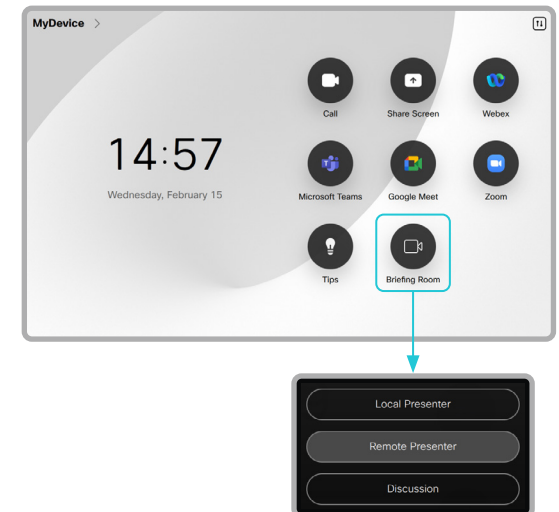 MyDevice
14:57
Wednesday, February 15
Call
Share Screen
Webex
Microsoft Teams
Google Meet
Zoom
Tips
Briefing Room
Local Presenter
Remote Presenter
Discussion